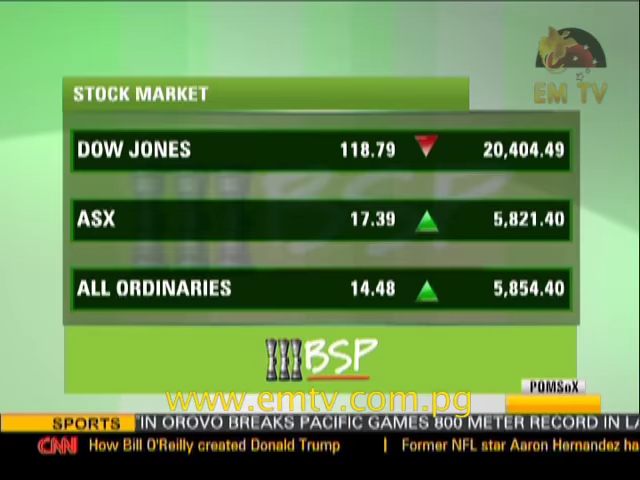 EM TV
STOCK MARKET
DOW JONES 118.79 20,404.49
ASX 17.39 5,821.40
ALL ORDINARIES 14.48 5,854.40
BSP
POMSoX
www.emtv.com.pg
SPORTS 'IN OROVO BREAKS PACIFIC GAMES 800 METER RECORD IN LA
CNN How Bill O'Reilly created Donald Trump | Former NFL star Aaron Hernandez ha